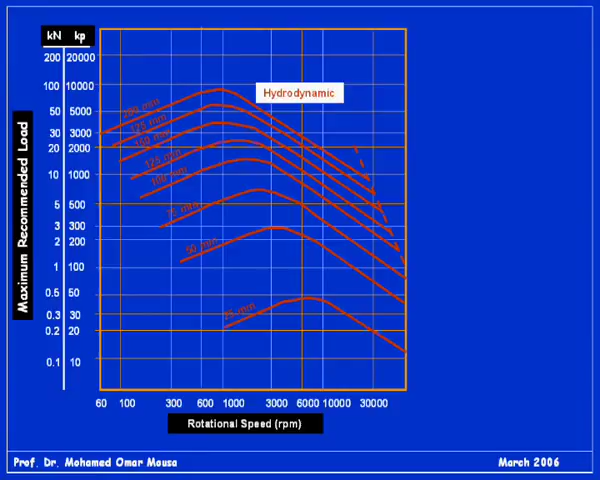 kN kp
200 20000
100 10000
50 5000
30 3000
20 2000
10 1000
5 500
3 300
2 200
1 100
0.5 50
0.3 30
0.2 20
0.1 10
Maximum Recommended Load
Hydrodynamic
125 mm
125 mm
100 mm
75 mm
50 mm
25 mm
60 100 300 600 1000 3000 6000 10000 30000
Rotational Speed (rpm)
Prof. Dr. Mohamed Omar Mousa
March 2006